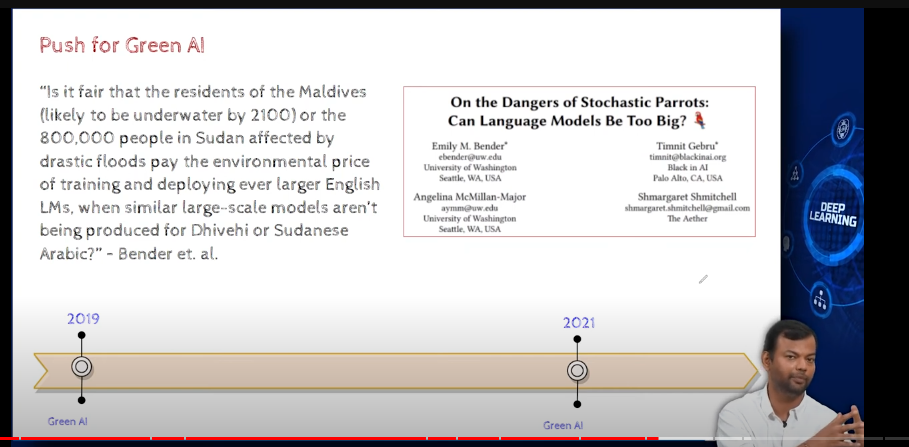 Push for Green AI
“Is it fair that the residents of the Maldives
(likely to be underwater by 2100) or the
800,000 people in Sudan affected by
drastic floods pay the environmental price
of training and deploying ever larger English
LMs, when similar large-scale models aren’t
being produced for Dhivehi or Sudanese
Arabic?” - Bender et. al.
On the Dangers of Stochastic Parrots:
Can Language Models Be Too Big?
Emily M. Bender*
ebender@uw.edu
University of Washington
Seattle, WA, USA
Timnit Gebru*
timnit@blackinai.org
Black in AI
Palo Alto, CA, USA
Angelina McMillan-Major
aymm@uw.edu
University of Washington
Seattle, WA, USA
Shmargaret Shmitchell
shmargaret.shmitchell@gmail.com
The Aether
DEEP
LEARNING
2019
2021
Green AI
Green AI